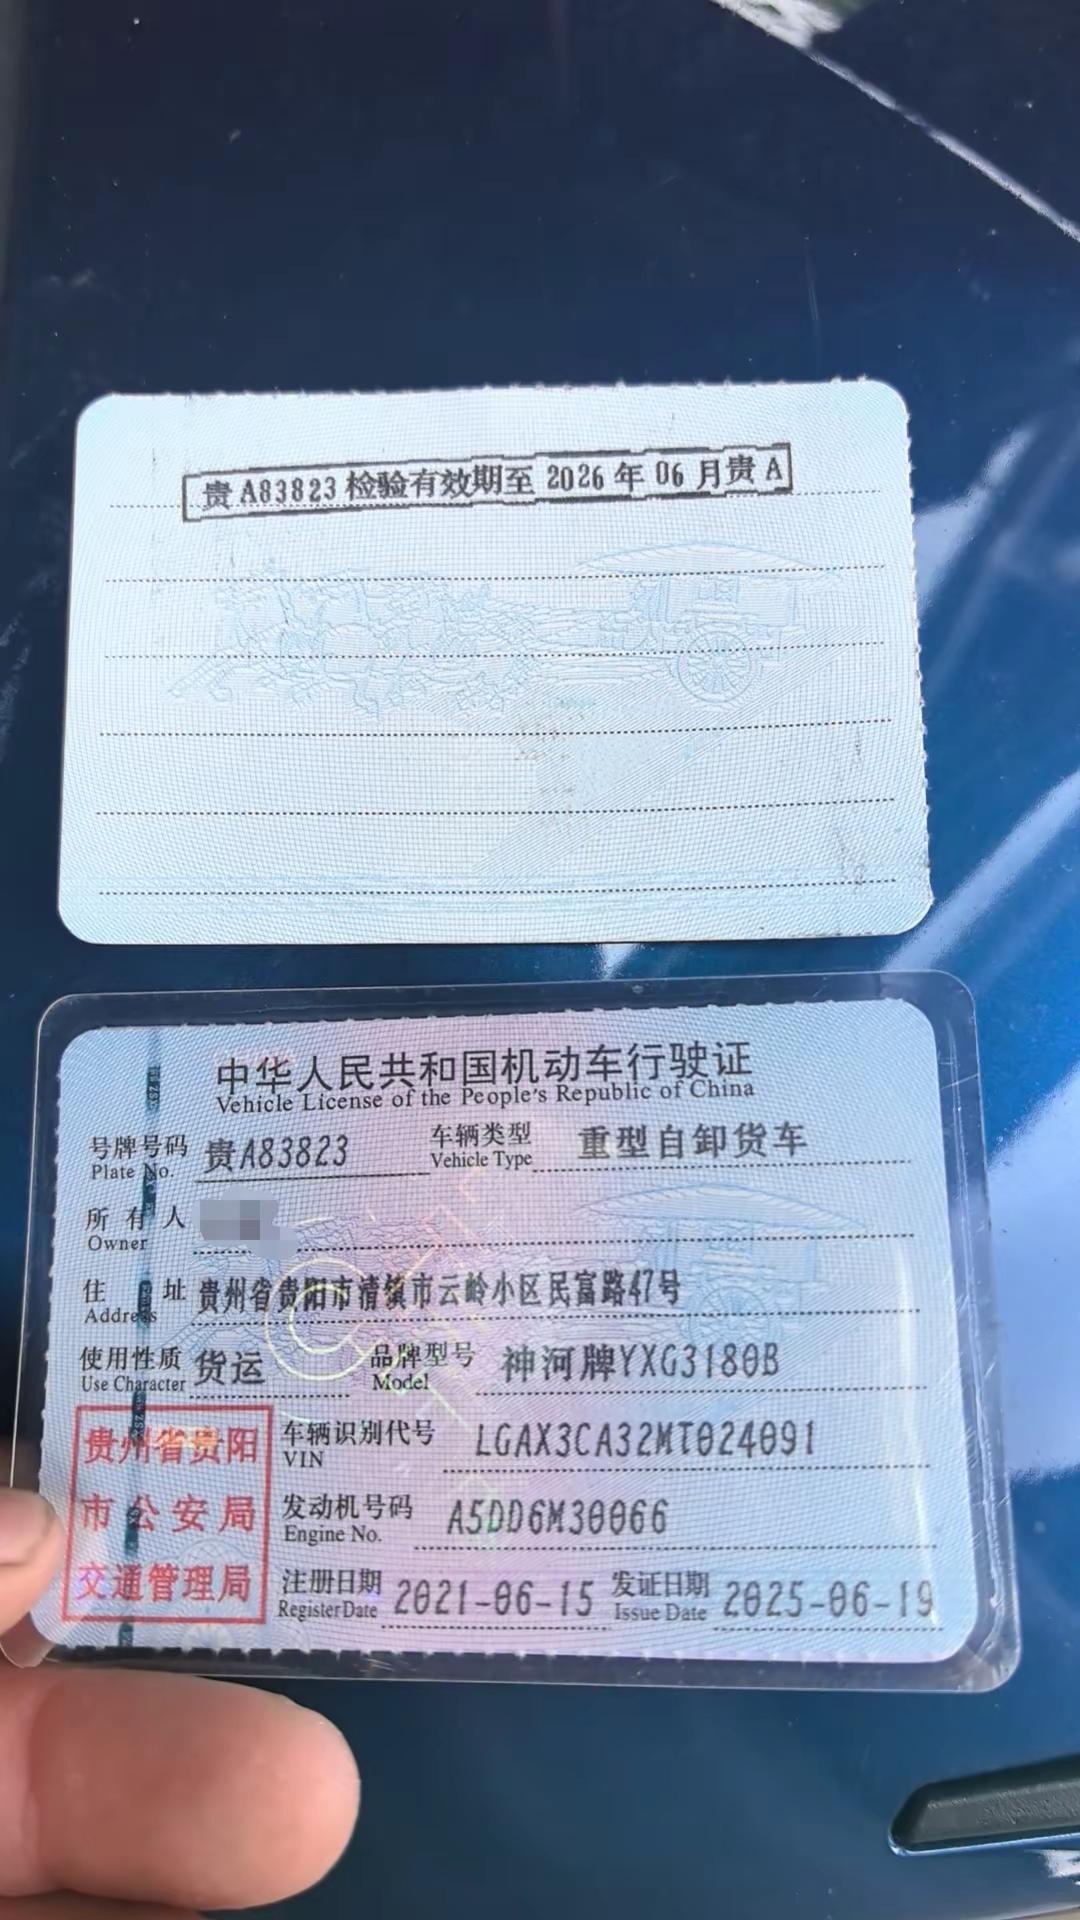 贵A83823检验有效期至2026年06月贵A
中华人民共和国机动车行驶证
Vehicle License of the People's Republic of China
号牌号码 贵A83823 车辆类型 重型自卸货车
Plate No. Vehicle Type
所有人
Owner
住址 贵州省贵阳市清镇市云岭小区民富路47号
Address
使用性质 货运 品牌型号 神河牌YXG3180B
Use Character Model
贵州省贵阳
市公安局
交通管理局
车辆识别代号 LGAX3CA32MT024091
VIN
发动机号码 A5DD6M30066
Engine No.
注册日期 2021-06-15 发证日期 2025-06-19
Register Date Issue Date